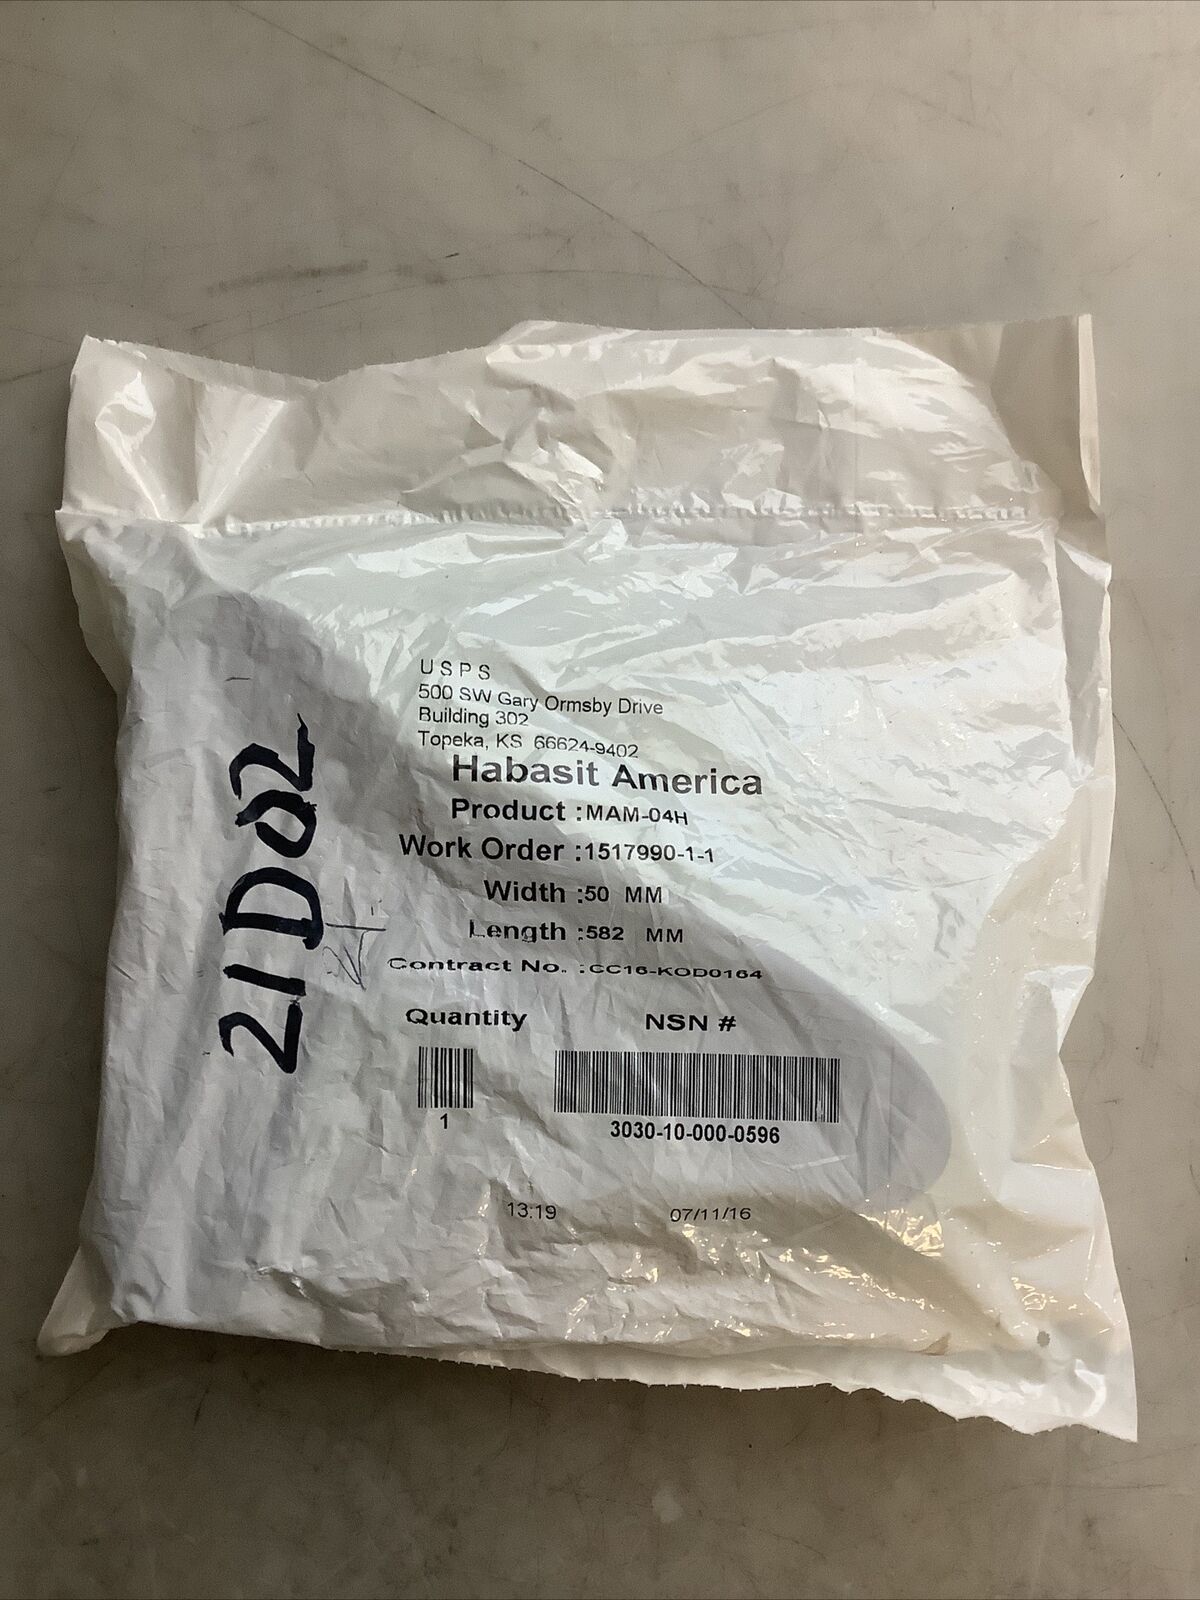 U S P S
500 SW Gary Ormsby Drive
Building 302
Topeka, KS 66624-9402
Habasit America
Product :MAM-04H
Work Order :1517990-1-1
Width :50 MM
Length :582 MM
Contract No. :CC16-KOD0164
Quantity NSN #
1 3030-10-000-0596
13:19 07/11/16
21D02